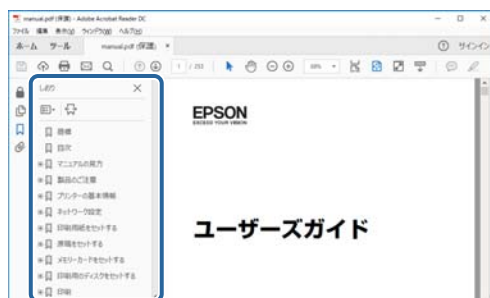 manual.pdf (保護) - Adobe Acrobat Reader DC
ファイル 編集 表示(V) ウィンドウ(W) ヘルプ(H)
ホーム ツール manual.pdf (保護) ×
サインイン
1 / 203
しおり
表紙
目次
マニュアルの見方
製品のご注意
プリンターの基本情報
ネットワーク設定
印刷用紙をセットする
原稿をセットする
メモリーカードをセットする
印刷用のディスクをセットする
印刷
EPSON
EXCEED YOUR VISION
ユーザーズガイド